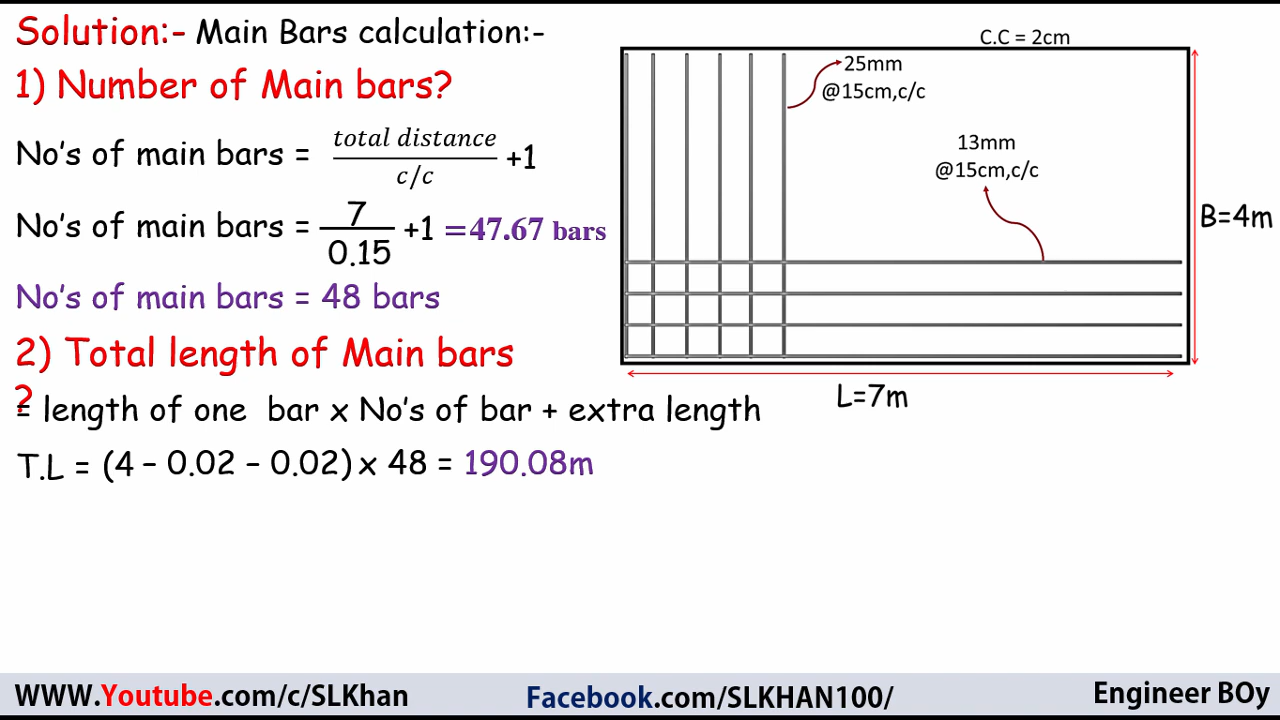 Solution:- Main Bars calculation:-
1) Number of Main bars?
No's of main bars = total distance / c/c +1
No's of main bars = 7 / 0.15 +1 =47.67 bars
No's of main bars = 48 bars
2) Total length of Main bars
?
= length of one bar x No's of bar + extra length
T.L = (4 – 0.02 – 0.02) x 48 = 190.08m
C.C = 2cm
25mm
@15cm,c/c
13mm
@15cm,c/c
B=4m
L=7m
WWW.Youtube.com/c/SLKhan
Facebook.com/SLKHAN100/
Engineer BOy